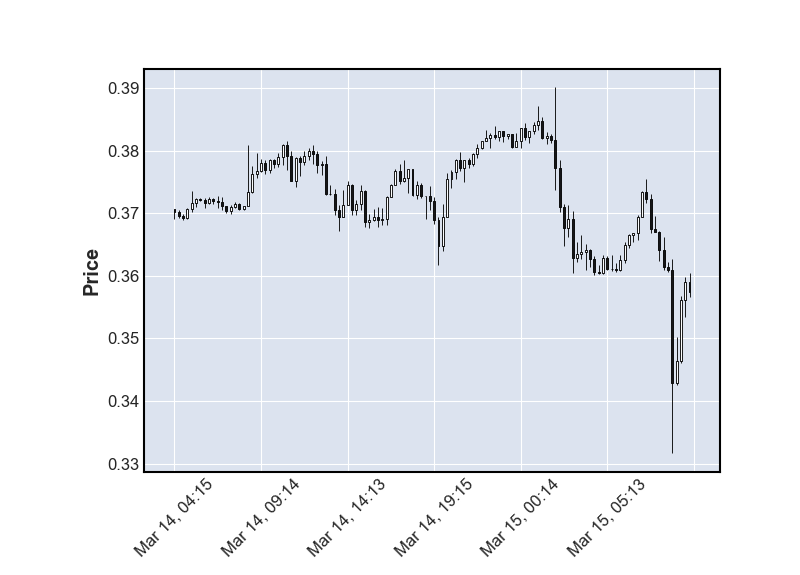 0.39
0.38
0.37
0.36
0.35
0.34
0.33
Price
Mar 14, 04:15
Mar 14, 09:14
Mar 14, 14:13
Mar 14, 19:15
Mar 15, 00:14
Mar 15, 05:13